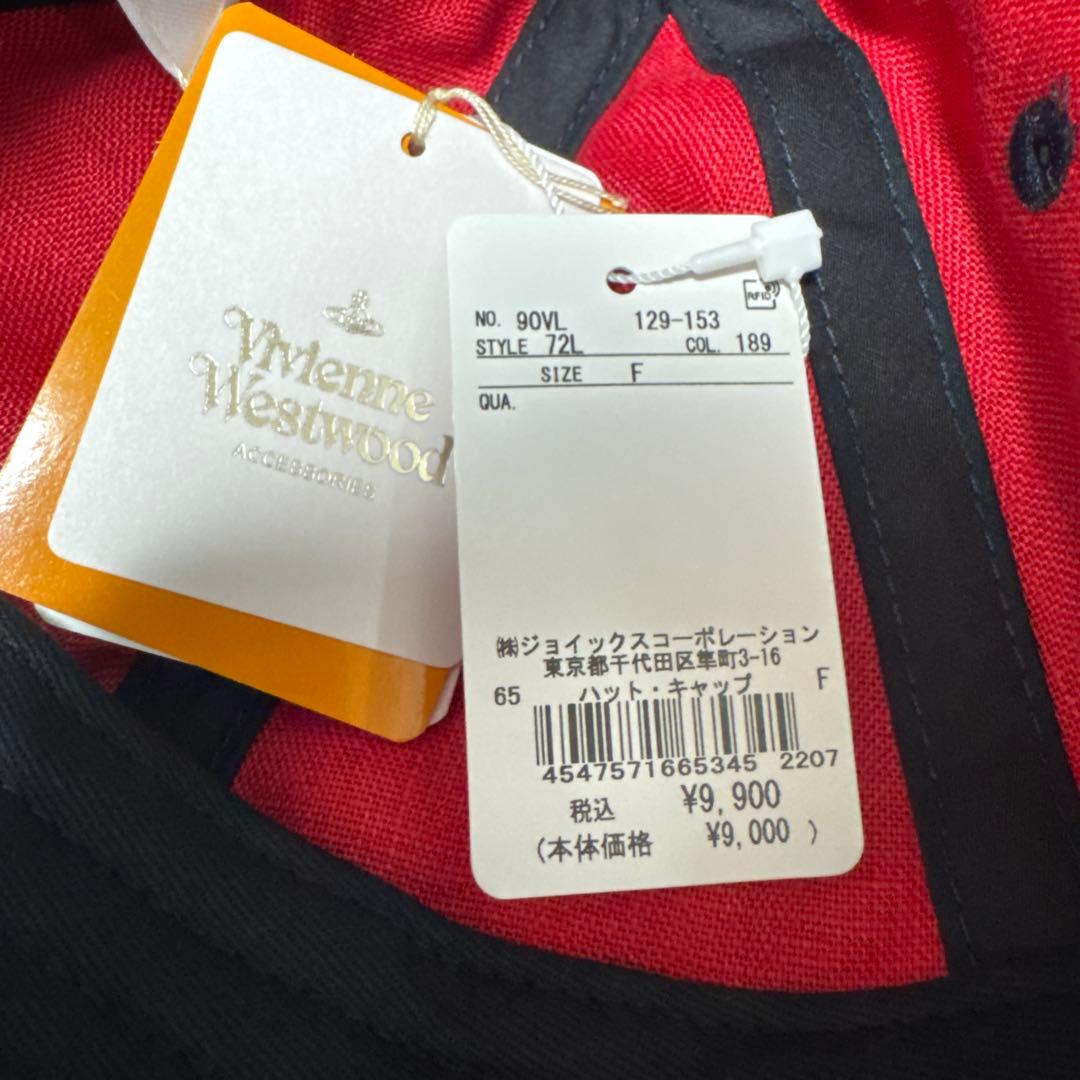 Vivienne
Westwood
ACCESSORIES
RFID
NO. 90VL 129-153
STYLE 72L COL. 189
SIZE F
QUA.
㈱ジョイックスコーポレーション
東京都千代田区隼町3-16
65 ハット・キャップ F
4547571665345 2207
税込 ¥9,900
(本体価格 ¥9,000 )